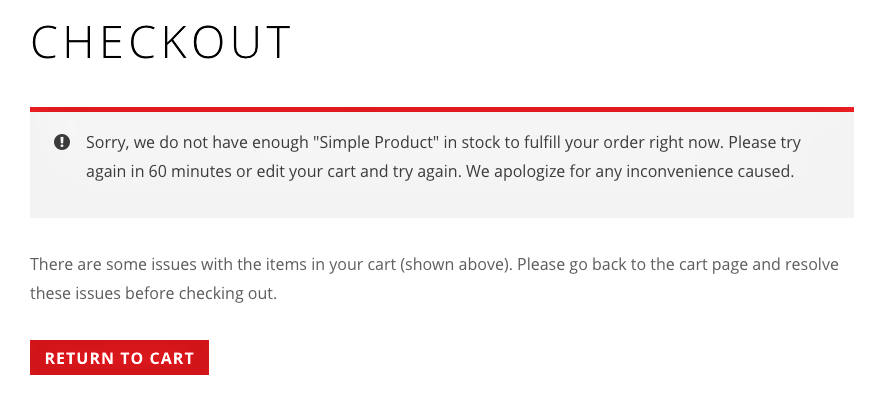 CHECKOUT
Sorry, we do not have enough "Simple Product" in stock to fulfill your order right now. Please try
again in 60 minutes or edit your cart and try again. We apologize for any inconvenience caused.
There are some issues with the items in your cart (shown above). Please go back to the cart page and resolve
these issues before checking out.
RETURN TO CART